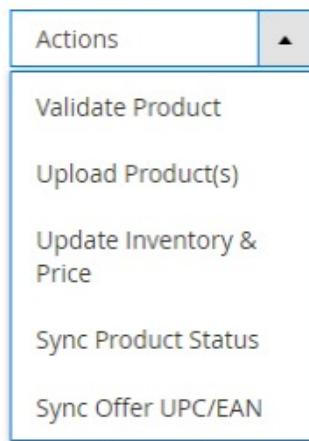 Actions
Validate Product
Upload Product(s)
Update Inventory &
Price
Sync Product Status
Sync Offer UPC/EAN